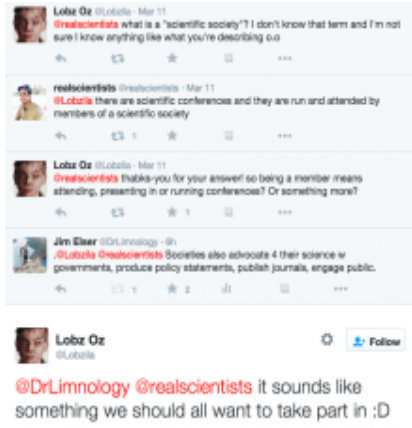 Lobz Oz @Lobzila · Mar 11
@realscientists what is a "scientific society"? I don't know that term and I'm not
sure I know anything like what you're describing o.o
realscientists @realscientists · Mar 11
@Lobzila there are scientific conferences and they are run and attended by
members of a scientific society
1
Lobz Oz @Lobzila · Mar 11
@realscientists thabks-you for your answer! so being a member means
attending, presenting in or running conferences? Or something more?
1
Jim Elser @DrLimnology · 6h
.@Lobzila @realscientists Societies also advocate 4 their science w
governments, produce policy statements, publish journals, engage public.
1 2
Lobz Oz
@Lobzila
Follow
@DrLimnology @realscientists it sounds like
something we should all want to take part in :D